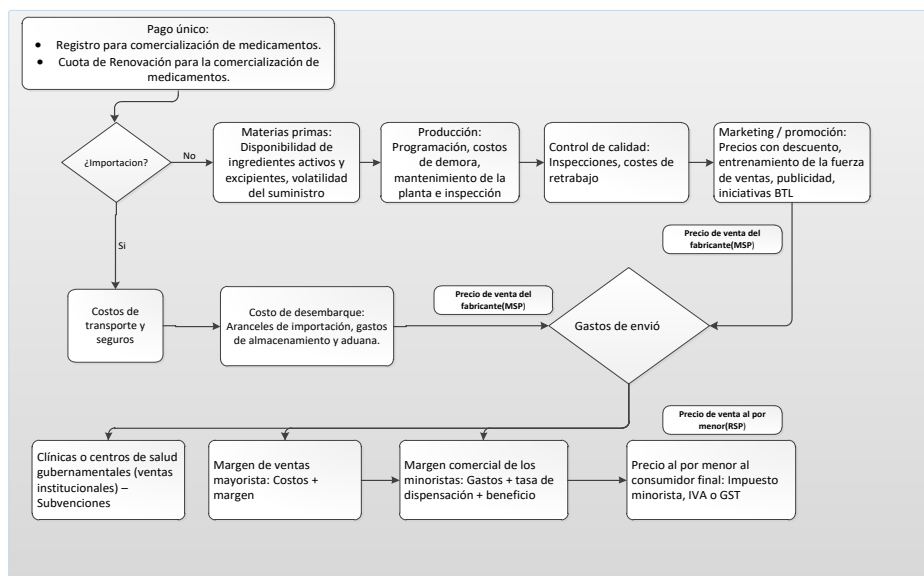 Pago único:
• Registro para comercialización de medicamentos.
• Cuota de Renovación para la comercialización de
medicamentos.
¿Importacion?
No
Materias primas:
Disponibilidad de
ingredientes activos y
excipientes, volatilidad
del suministro
Producción:
Programación, costos
de demora,
mantenimiento de la
planta e inspección
Control de calidad:
Inspecciones, costes de
retrabajo
Marketing / promoción:
Precios con descuento,
entrenamiento de la fuerza
de ventas, publicidad,
iniciativas BTL
Si
Precio de venta del
fabricante(MSP)
Costos de
transporte y
seguros
Costo de desembarque:
Aranceles de importación, gastos
de almacenamiento y aduana.
Precio de venta del
fabricante(MSP)
Gastos de envió
Precio de venta al por
menor(RSP)
Clínicas o centros de salud
gubernamentales (ventas
institucionales) –
Subvenciones
Margen de ventas
mayorista: Costos +
margen
Margen comercial de los
minoristas: Gastos + tasa de
dispensación + beneficio
Precio al por menor al
consumidor final: Impuesto
minorista, IVA o GST